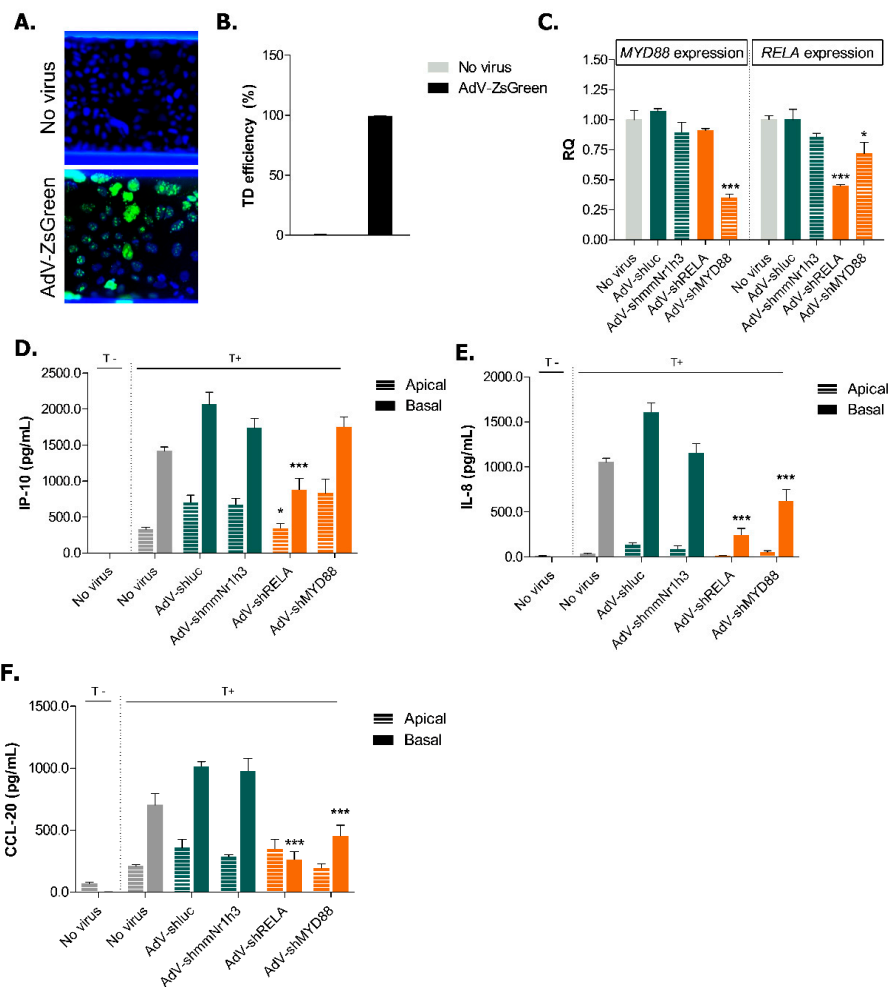 A.
No virus
AdV-ZsGreen
B.
TD efficiency (%)
150
100
50
0
No virus
AdV-ZsGreen
C.
MYD88 expression
RELA expression
RQ
1.50
1.25
1.00
0.75
0.50
0.25
0.00
***
***
*
No virus
AdV-shluc
AdV-shmmNr1h3
AdV-shRELA
AdV-shMYD88
No virus
AdV-shluc
AdV-shmmNr1h3
AdV-shRELA
AdV-shMYD88
D.
T -
T+
IP-10 (pg/mL)
2500.0
2000.0
1500.0
1000.0
500.0
0.0
*
***
Apical
Basal
No virus
No virus
AdV-shluc
AdV-shmmNr1h3
AdV-shRELA
AdV-shMYD88
E.
T -
T+
IL-8 (pg/mL)
2000.0
1500.0
1000.0
500.0
0.0
***
***
Apical
Basal
No virus
No virus
AdV-shluc
AdV-shmmNr1h3
AdV-shRELA
AdV-shMYD88
F.
T -
T+
CCL-20 (pg/mL)
1500.0
1000.0
500.0
0.0
***
***
Apical
Basal
No virus
No virus
AdV-shluc
AdV-shmmNr1h3
AdV-shRELA
AdV-shMYD88